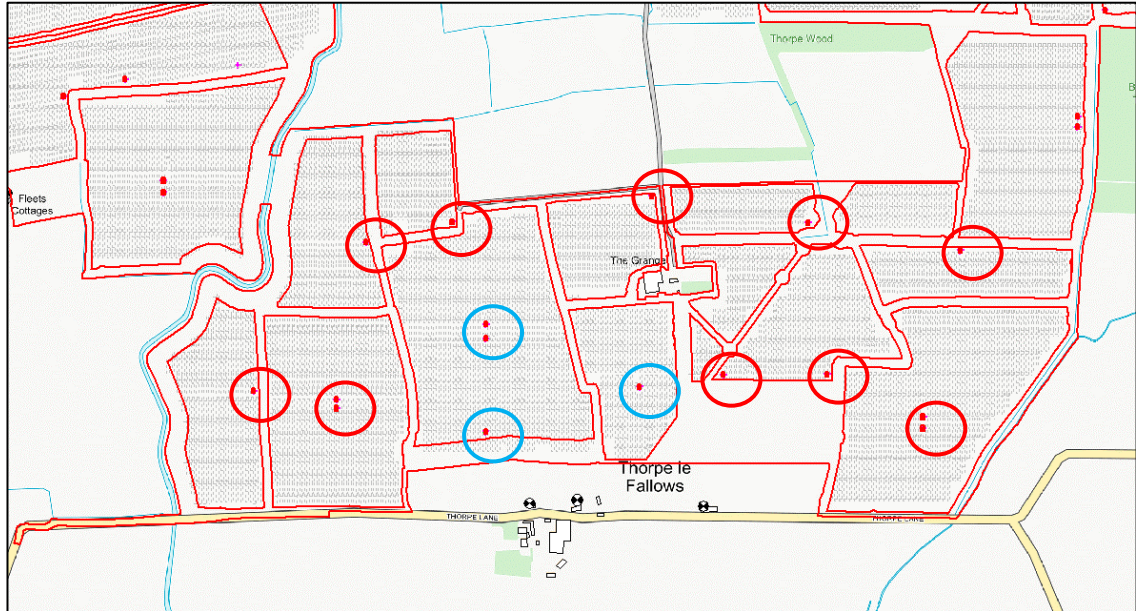 Thorpe Wood
B
Fleets
Cottages
The Grange
Thorpe le
Fallows
THORPE LANE
THORPE LANE